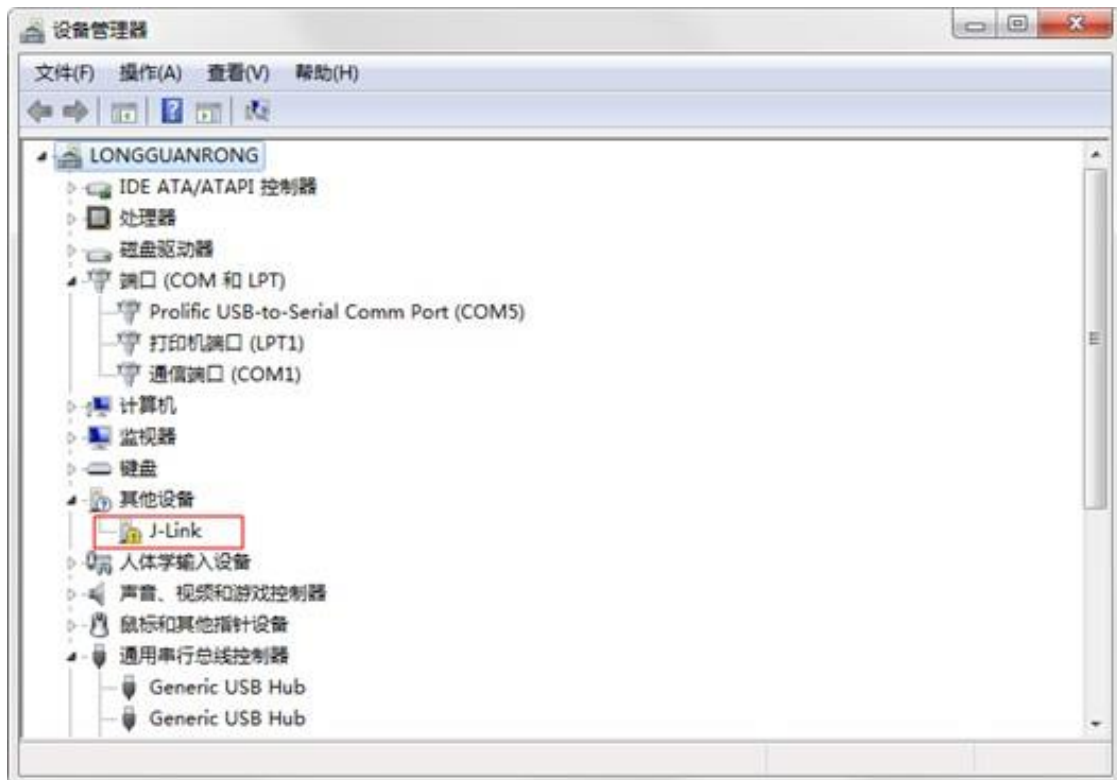 设备管理器
文件(F) 操作(A) 查看(V) 帮助(H)
LONGGUANRONG
IDE ATA/ATAPI 控制器
处理器
磁盘驱动器
端口 (COM 和 LPT)
Prolific USB-to-Serial Comm Port (COM5)
打印机端口 (LPT1)
通信端口 (COM1)
计算机
监视器
键盘
其他设备
J-Link
人体学输入设备
声音、视频和游戏控制器
鼠标和其他指针设备
通用串行总线控制器
Generic USB Hub
Generic USB Hub